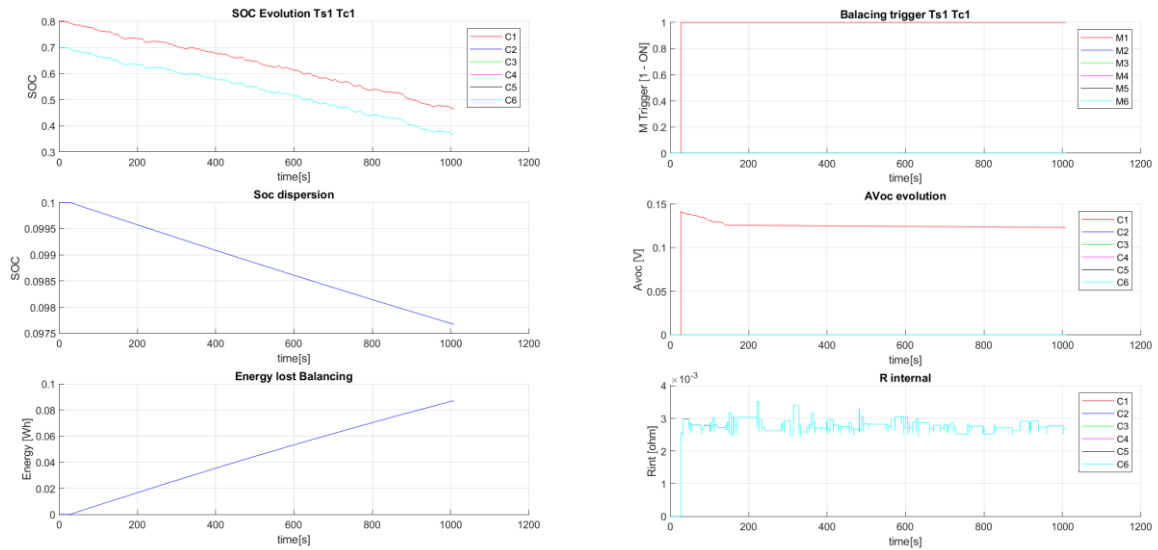 SOC Evolution Ts1 Tc1
0.8
0.7
0.6
0.5
0.4
0.3
SOC
0 200 400 600 800 1000 1200
time[s]
C1
C2
C3
C4
C5
C6
Soc dispersion
0.1
0.0995
0.099
0.0985
0.098
0.0975
SOC
0 200 400 600 800 1000 1200
time[s]
Energy lost Balancing
0.1
0.08
0.06
0.04
0.02
0
Energy [Wh]
0 200 400 600 800 1000 1200
time[s]
Balacing trigger Ts1 Tc1
1
0.8
0.6
0.4
0.2
0
M Trigger [1 - ON]
0 200 400 600 800 1000 1200
time[s]
M1
M2
M3
M4
M5
M6
AVoc evolution
0.15
0.1
0.05
0
Avoc [V]
0 200 400 600 800 1000 1200
time[s]
C1
C2
C3
C4
C5
C6
R internal
×10⁻³
4
3
2
1
0
Rint [ohm]
0 200 400 600 800 1000 1200
time[s]
C1
C2
C3
C4
C5
C6